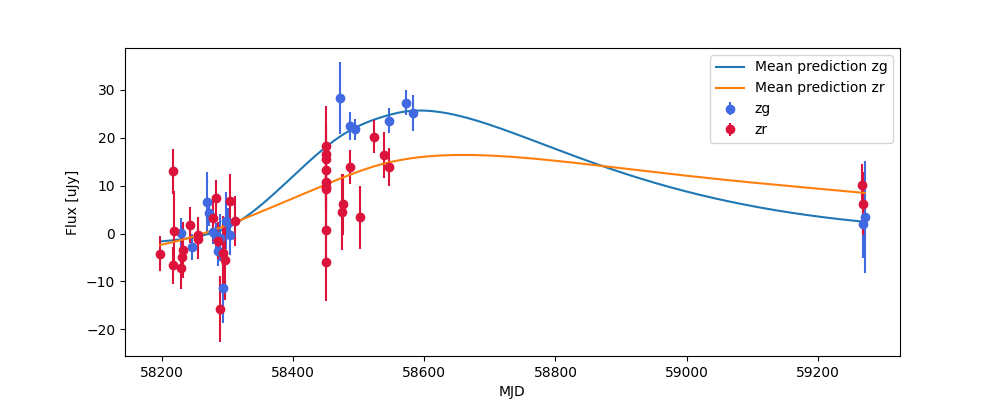 Flux [uJy]
30
20
10
0
−10
−20
58200
58400
58600
58800
59000
59200
MJD
Mean prediction zg
Mean prediction zr
zg
zr